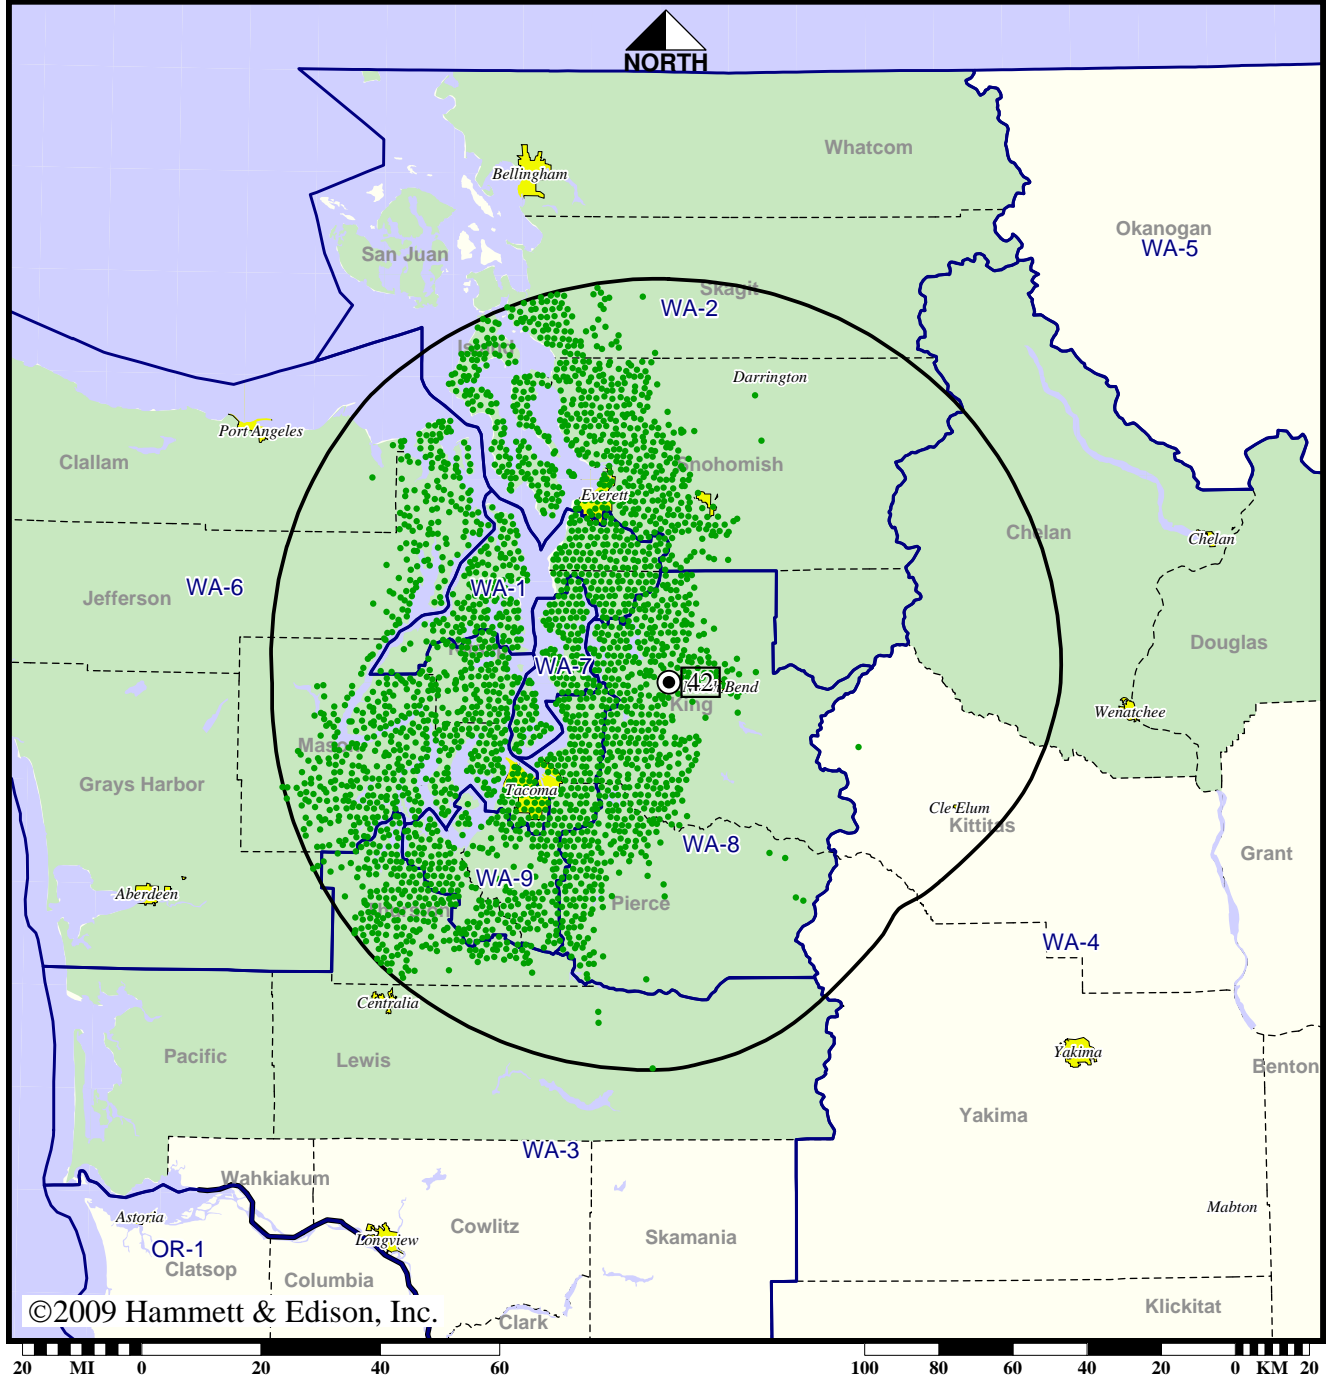 NORTH
Whatcom
Bellingham
Okanogan
WA-5
San Juan
Skagit
WA-2
Island
Darrington
Port Angeles
Clallam
Snohomish
Everett
Chelan
Chelan
WA-6
WA-1
Jefferson
Douglas
WA-7
42
Bend
King
Wenatchee
Mason
Grays Harbor
Tacoma
Cle Elum
Kittitas
WA-8
Grant
WA-9
Aberdeen
Pierce
Thurston
WA-4
Centralia
Yakima
Pacific
Lewis
Benton
Yakima
WA-3
Wahkiakum
Mabton
Astoria
Cowlitz
Skamania
Longview
OR-1
Clatsop
Columbia
Klickitat
©2009 Hammett & Edison, Inc.
Clark
20 MI 0 20 40 60 100 80 60 40 20 0 KM 20